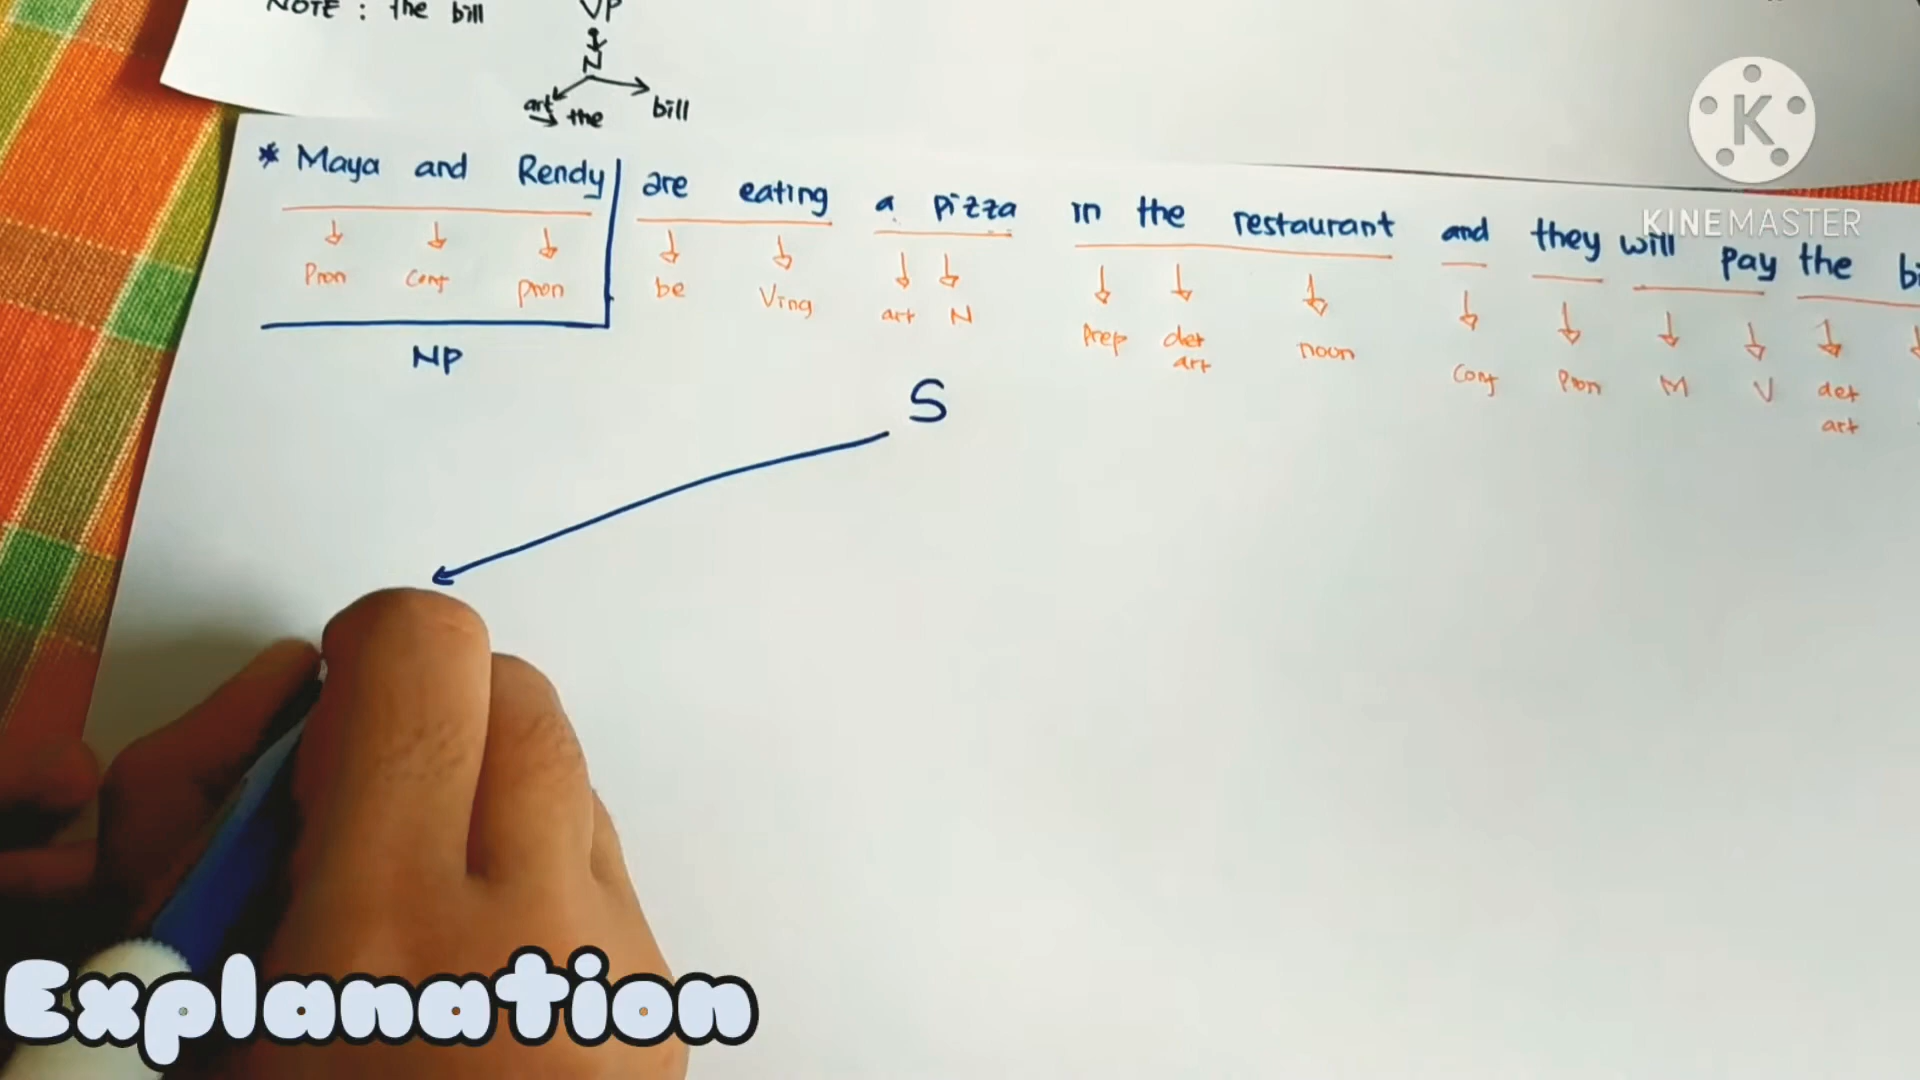 NOTE : the bill
VP
N
art the
bill
* Maya and Rendy are eating a pizza in the restaurant and they will pay the
Pron Conj pron be Ving art N Prep det art noon Conj Pron M V det art
NP
S
K
KINEMASTER
Explanation